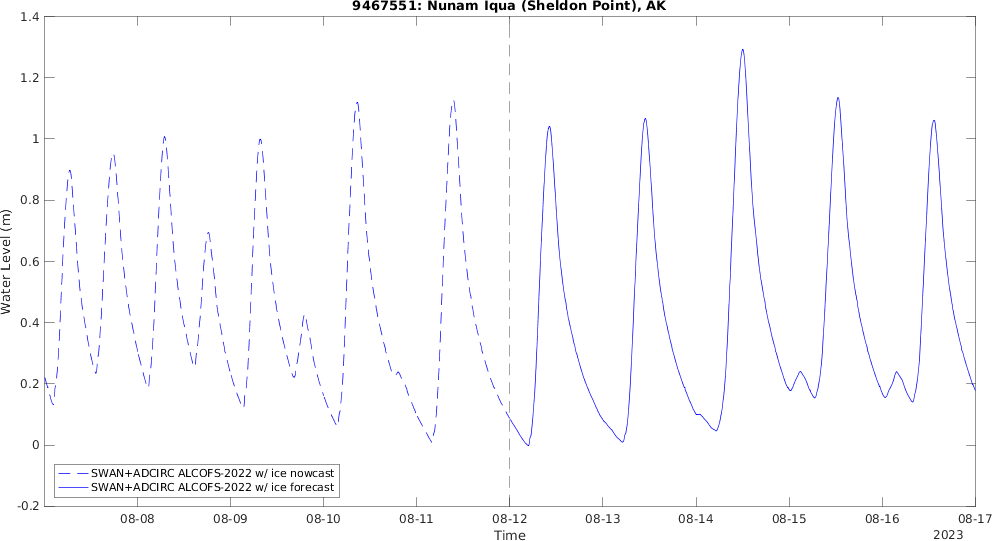 9467551: Nunam Iqua (Sheldon Point), AK
1.4
1.2
1
0.8
0.6
0.4
0.2
0
-0.2
Water Level (m)
SWAN+ADCIRC ALCOFS-2022 w/ ice nowcast
SWAN+ADCIRC ALCOFS-2022 w/ ice forecast
08-08 08-09 08-10 08-11 08-12 08-13 08-14 08-15 08-16 08-17
Time
2023